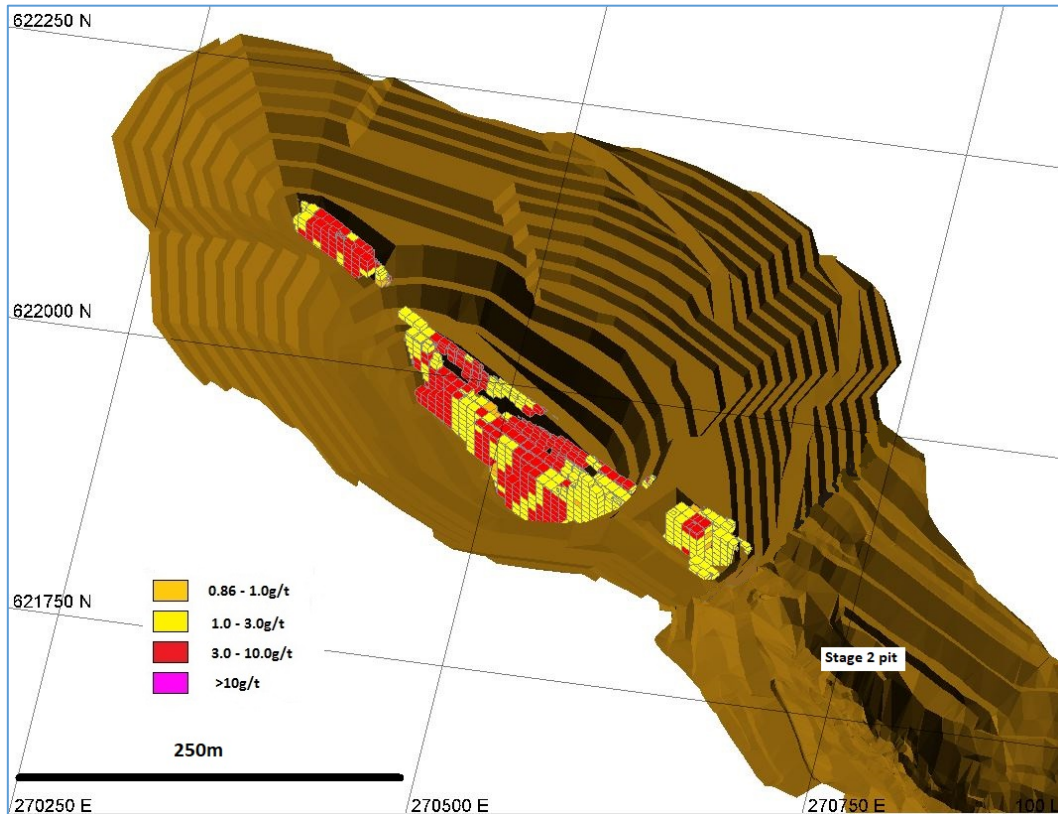 622250 N
622000 N
621750 N
0.86 - 1.0g/t
1.0 - 3.0g/t
3.0 - 10.0g/t
>10g/t
Stage 2 pit
250m
270250 E
270500 E
270750 E
100 L